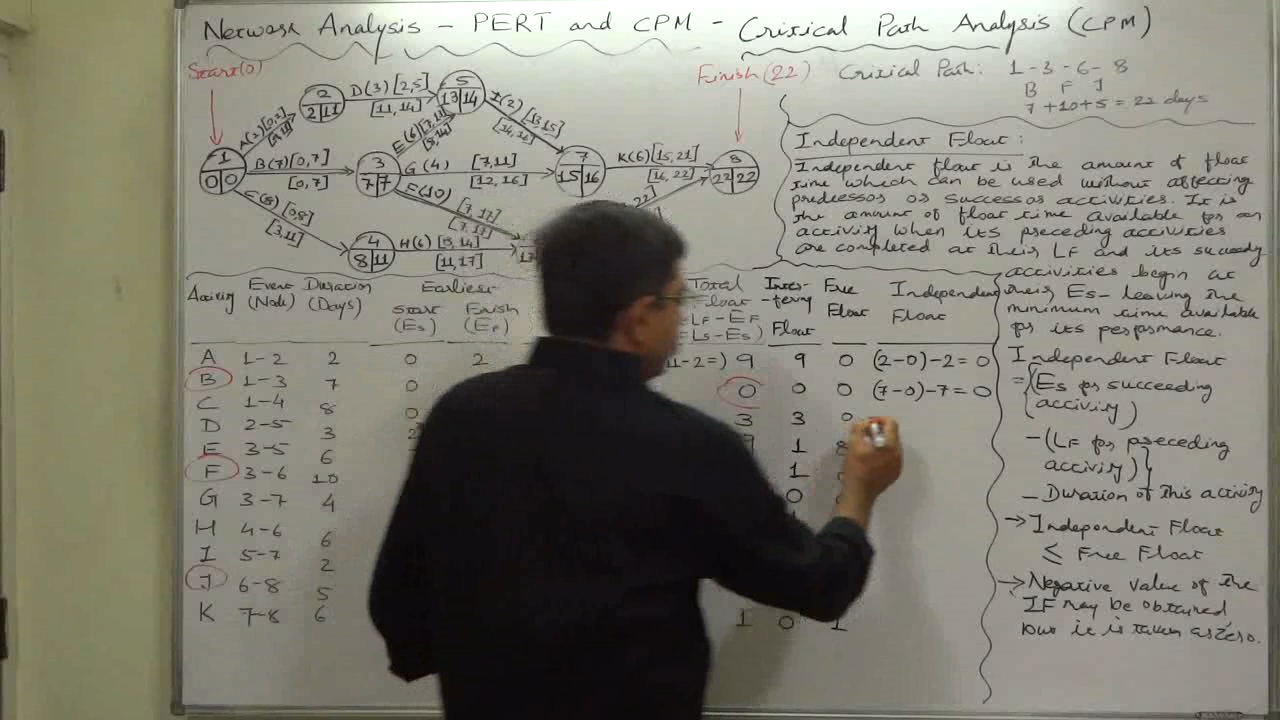 Network Analysis - PERT and CPM - Critical Path Analysis (CPM)
Start(0)
Finish(22)
Critical Path: 1-3-6-8
B F J
7+10+5 = 22 days
1
0 0
2
2 11
3
7 7
4
8 11
5
13 14
7
15 16
8
22 22
A(2)[0,2]
B(7)[0,7]
[0,7]
[0,8]
[3,11]
D(3)[2,5]
[11,14]
E(6)[7,13]
[8,14]
G(4) [7,11]
[12,16]
(10) [7,17]
[7,17]
H(6)[8,14]
[11,17]
I(2)[13,15]
[14,16]
K(6)[15,21]
[16,22]
22]
Independent Float:
Independent float is the amount of float
time which can be used without affecting
predecessor or successor activities. It is
the amount of float time available for an
activity when its preceding activities
are completed at their LF and its succeeding
activities begin at
their ES - leaving the
minimum time available
for its performance.
Independent Float
= {(ES for succeeding
activity)
- (LF for preceding
activity)}
- Duration of this activity
→ Independent Float
≤ Free Float
→ Negative value of the
IF may be obtained
but it is taken as zero.
Activity Event (Node) Duration (Days) Earliest Start (ES) Finish (EF) Total Float LF-EF LS-ES) Inter-fering Float Free Float Independent Float
A 1-2 2 0 2 11-2=) 9 9 0 (2-0)-2=0
B 1-3 7 0 0 0 0 (7-0)-7=0
C 1-4 8 0 3 3 0
D 2-5 3 2 9 1 8
E 3-5 6 1
F 3-6 10 0
G 3-7 4
H 4-6 6
I 5-7 2
J 6-8 5
K 7-8 6 1 0 1